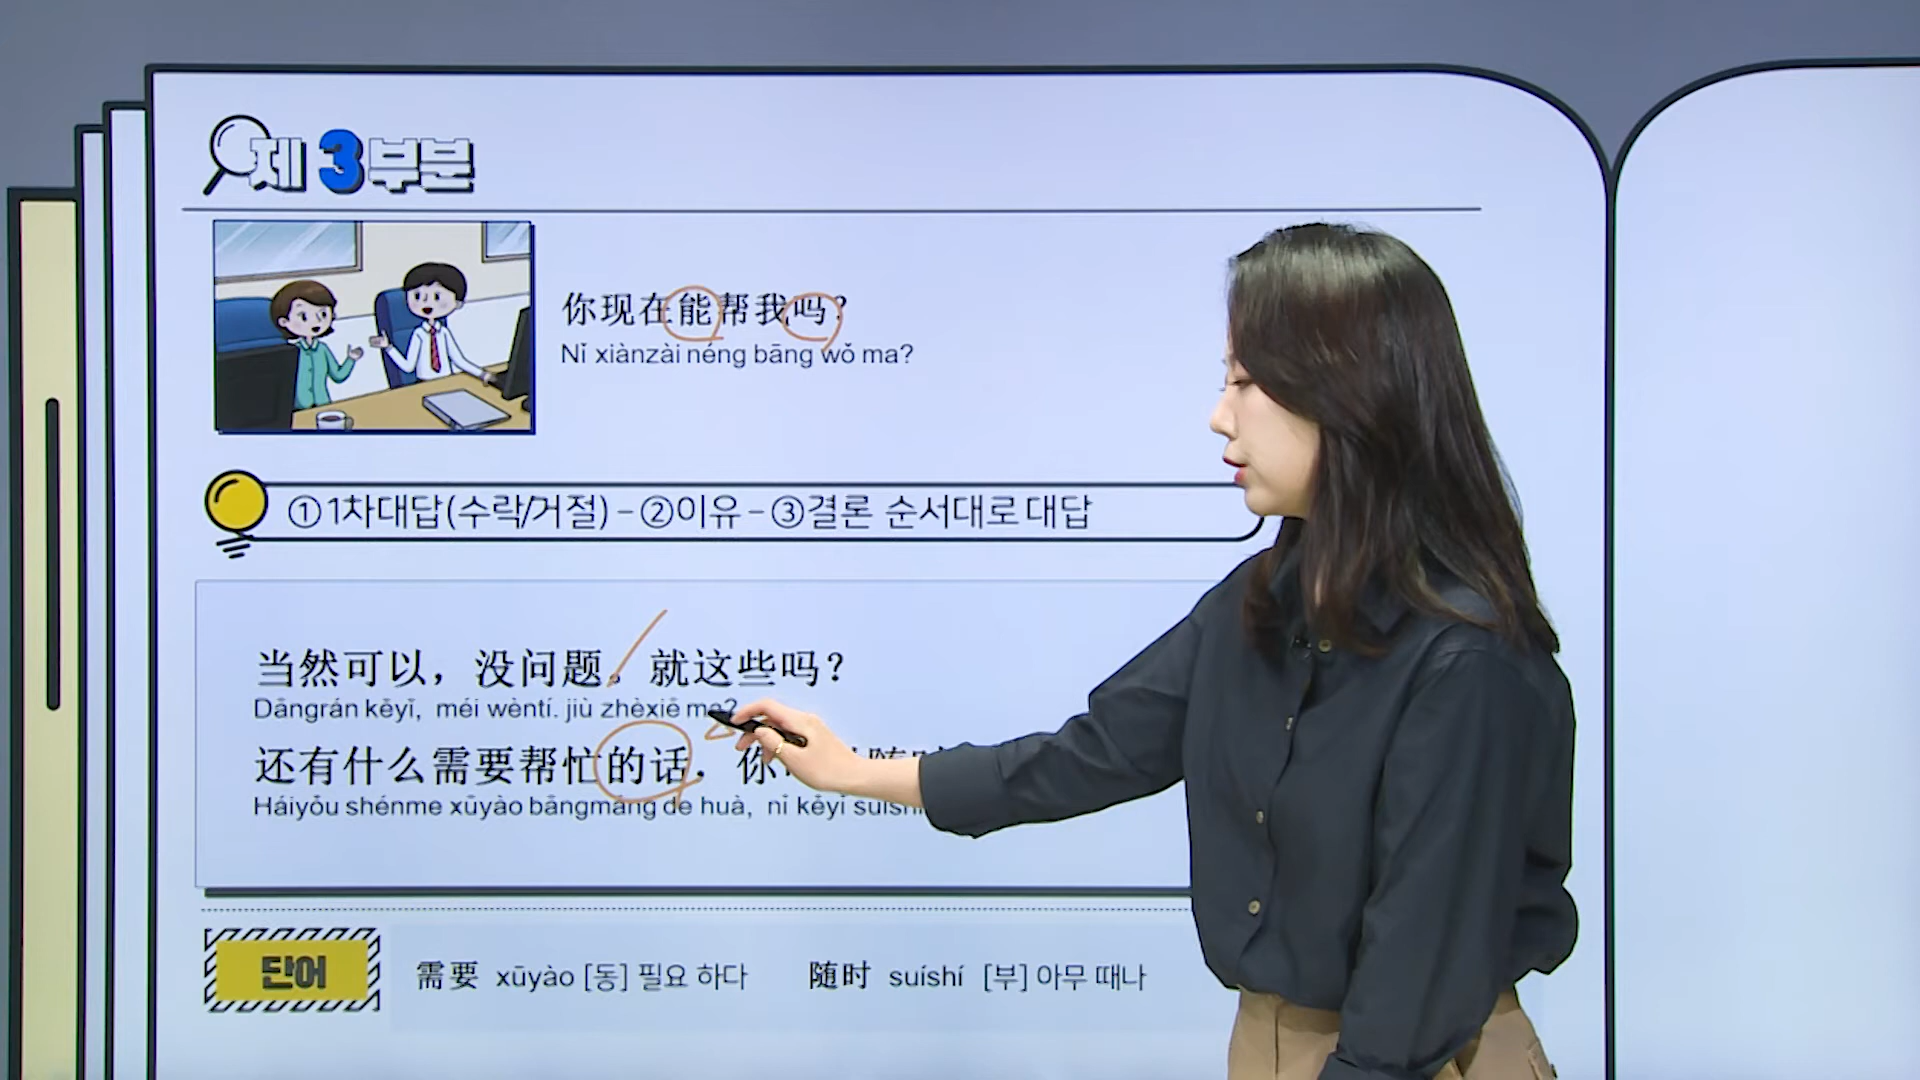 제 3부분
你现在能帮我吗?
Nǐ xiànzài néng bāng wǒ ma?
①1차대답(수락/거절) – ②이유 – ③결론 순서대로 대답
当然可以，没问题。就这些吗?
Dāngrán kěyǐ, méi wèntí. jiù zhèxiē ma?
还有什么需要帮忙的话，你
Háiyǒu shénme xūyào bāngmáng de huà, nǐ kěyǐ suíshí
단어
需要 xūyào [동] 필요 하다 随时 suíshí [부] 아무 때나